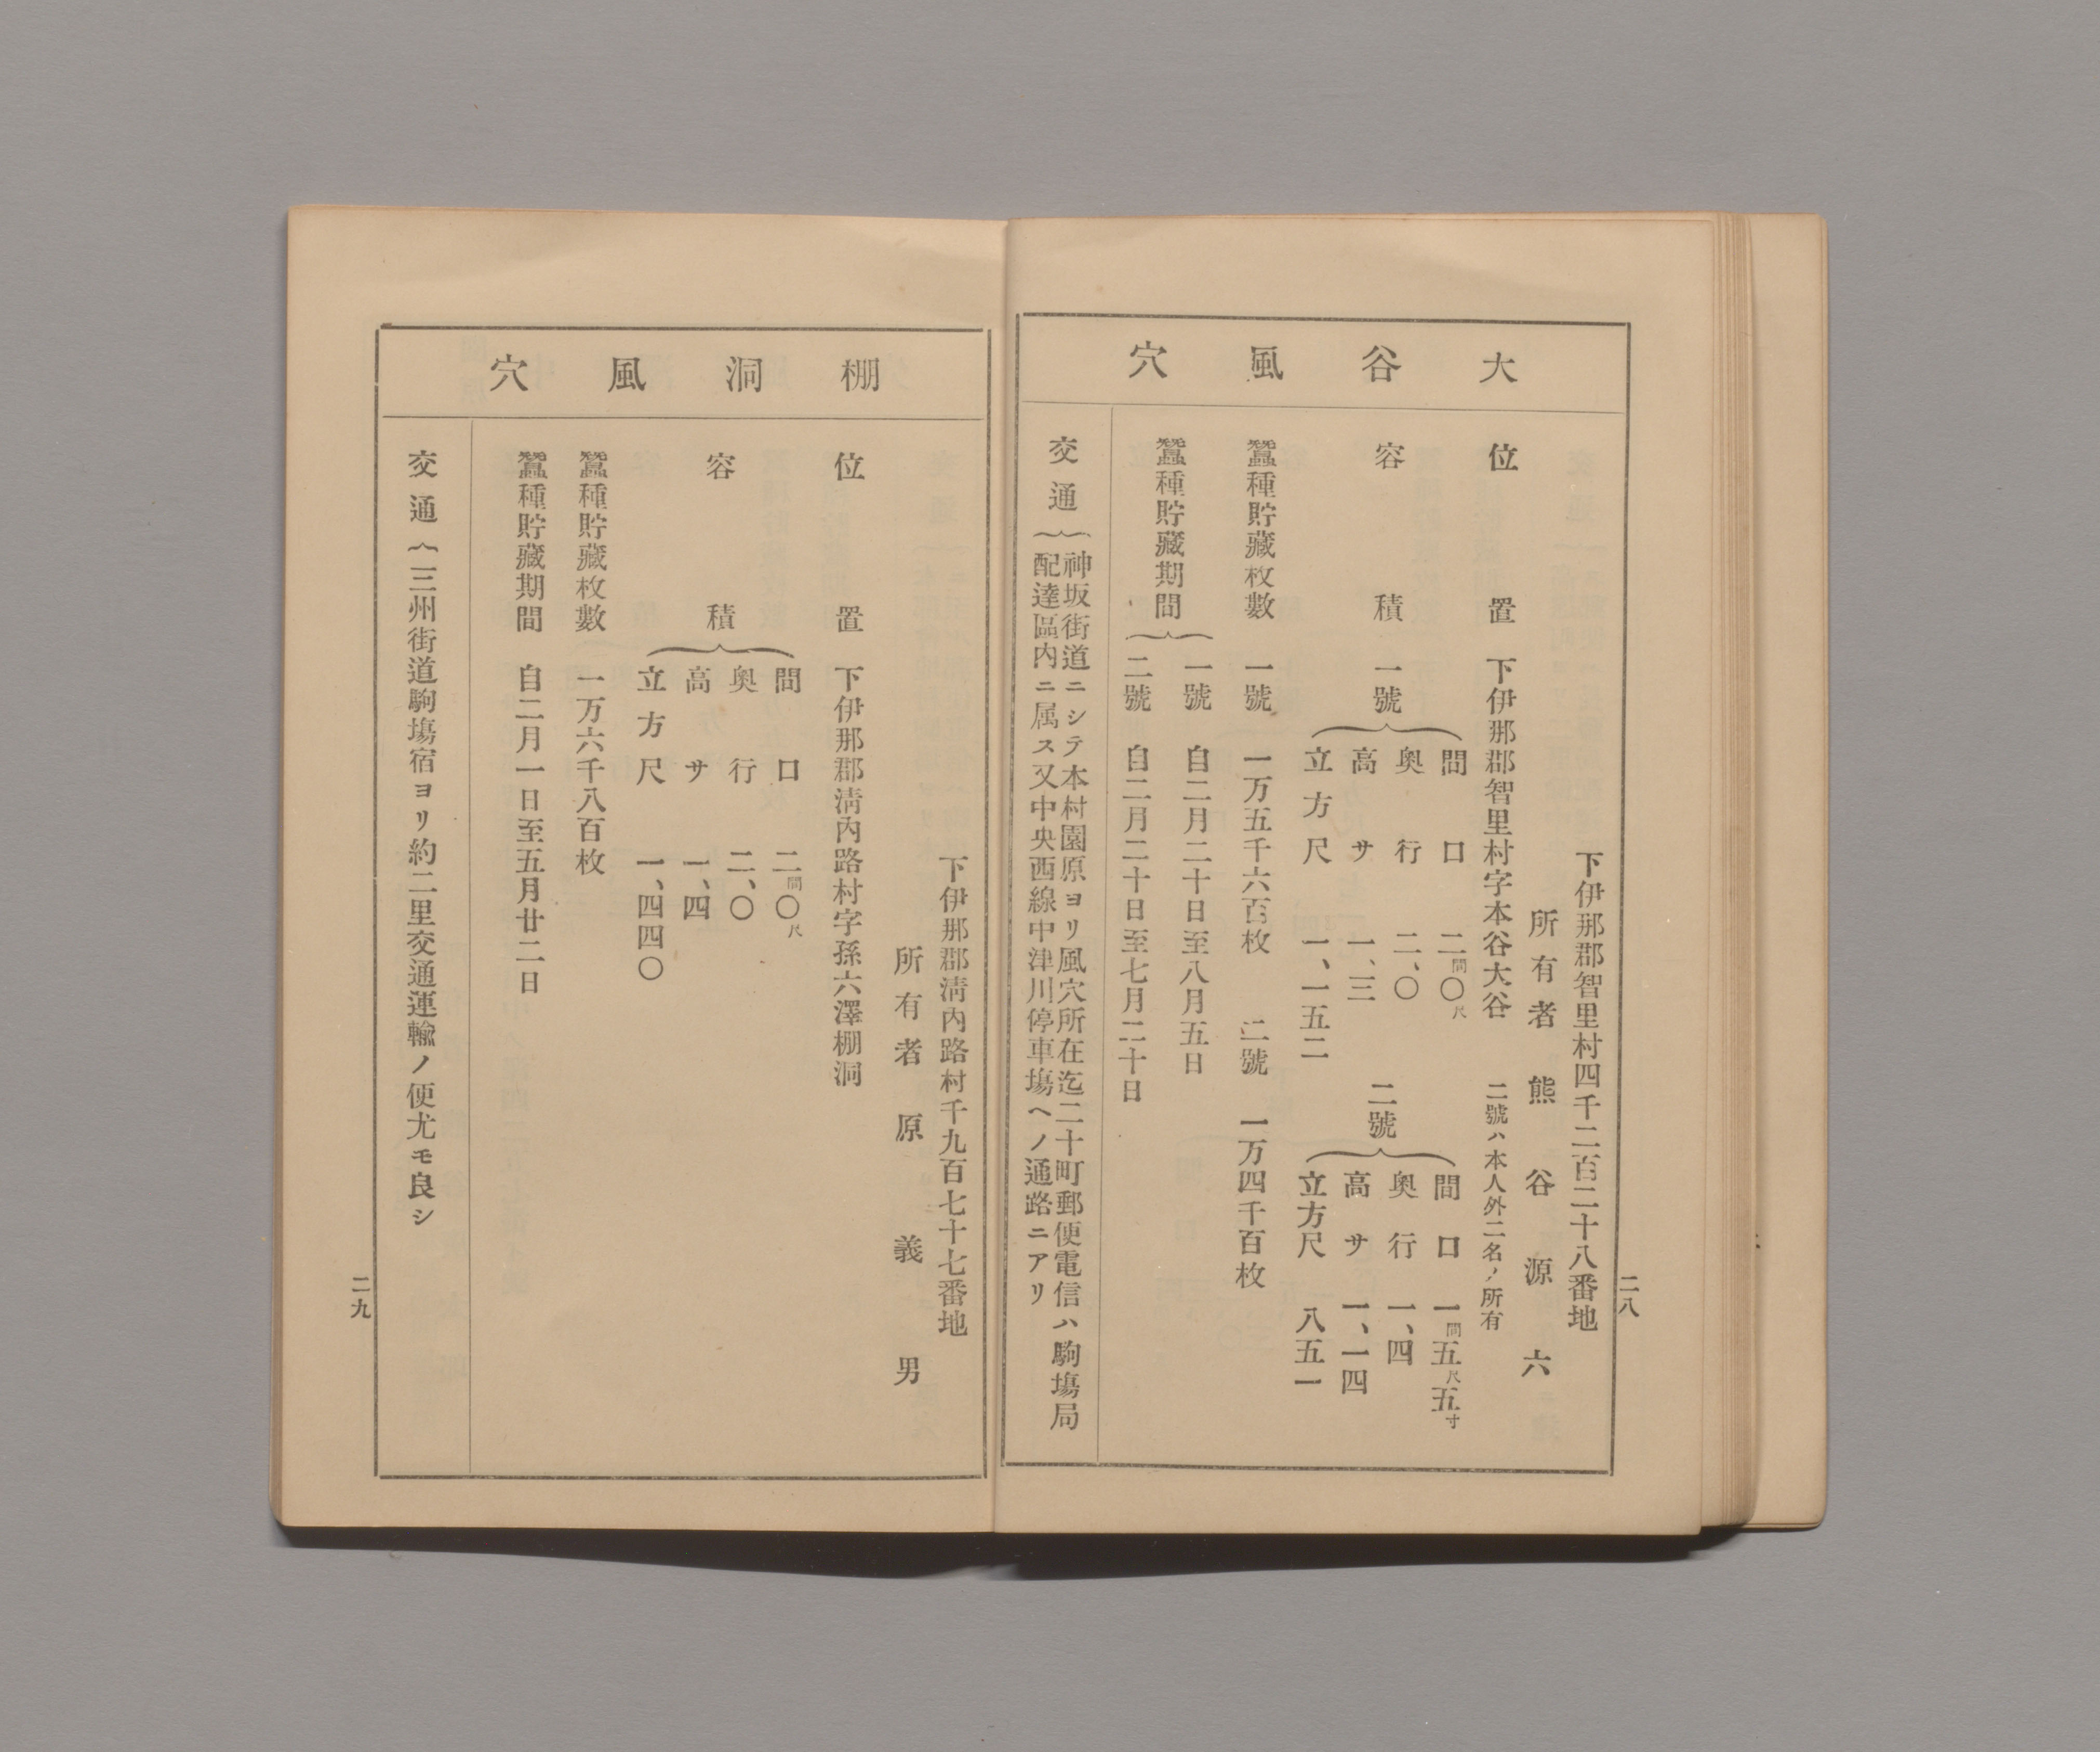 大谷風穴
下伊那郡智里村四千二百二十八番地
所有者 熊谷源六
位置 下伊那郡智里村字本谷大谷 二號ハ本人外二名ノ所有
容積
一號
間口 二間〇尺
奥行 二、〇
高サ 一、三
立方尺 一、一五二
二號
間口 一間五尺五寸
奥行 一、四
高サ 一、一四
立方尺 八五一
蠶種貯藏枚數 一號 一万五千六百枚 二號 一万四千百枚
蠶種貯藏期間
一號 自二月二十日至八月五日
二號 自二月二十日至七月二十日
交通
神坂街道ニシテ本村園原ヨリ風穴所在迄二十町郵便電信ハ駒塲局
配達區内ニ属ス又中央西線中津川停車塲ヘノ通路ニアリ
二八
棚洞風穴
下伊那郡淸内路村千九百七十七番地
所有者 原義男
位置 下伊那郡淸内路村字孫六澤棚洞
容積
間口 二間〇尺
奥行 二、〇
高サ 一、四
立方尺 一、四四〇
蠶種貯藏枚數 一万六千八百枚
蠶種貯藏期間 自二月一日至五月廿二日
交通 三州街道駒塲宿ヨリ約二里交通運輸ノ便尤モ良シ
二九